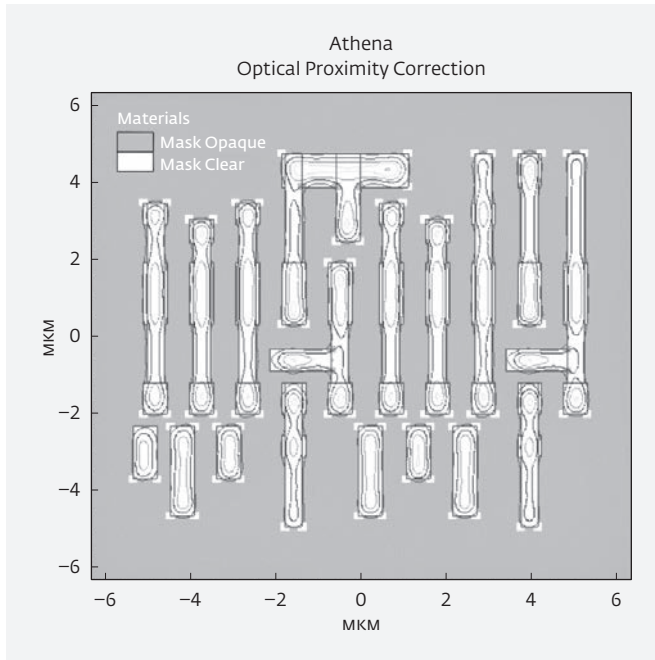 Athena
Optical Proximity Correction
Materials
Mask Opaque
Mask Clear
6
4
2
0
−2
−4
−6
мкм
−6
−4
−2
0
2
4
6
мкм